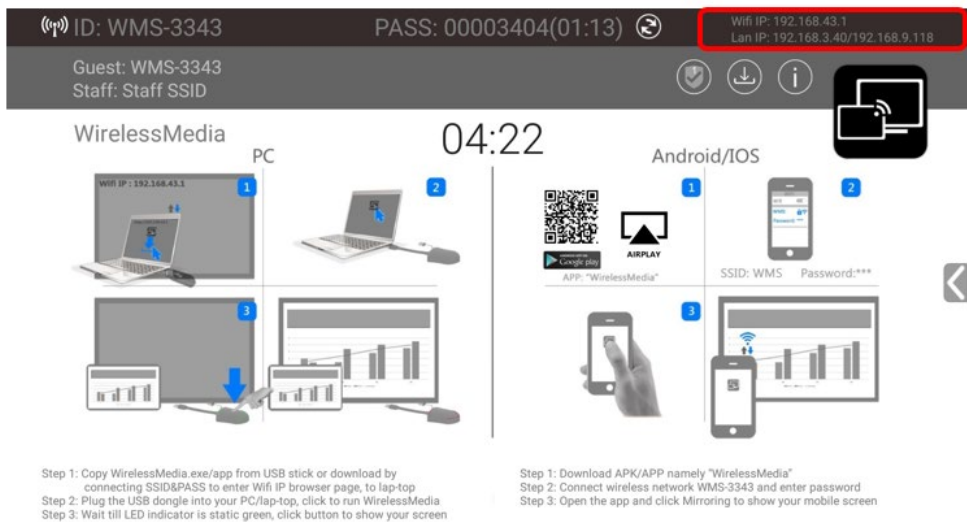 ID: WMS-3343
PASS: 00003404(01:13)
Wifi IP: 192.168.43.1
Lan IP: 192.168.3.40/192.168.9.118
Guest: WMS-3343
Staff: Staff SSID
WirelessMedia
04:22
PC
Android/IOS
Wifi IP : 192.168.43.1
1
2
1
2
Google play
AIRPLAY
APP: "WirelessMedia"
SSID: WMS Password:***
3
3
Step 1: Copy WirelessMedia.exe/app from USB stick or download by
connecting SSID&PASS to enter Wifi IP browser page, to lap-top
Step 2: Plug the USB dongle into your PC/lap-top, click to run WirelessMedia
Step 3: Wait till LED indicator is static green, click button to show your screen
Step 1: Download APK/APP namely "WirelessMedia"
Step 2: Connect wireless network WMS-3343 and enter password
Step 3: Open the app and click Mirroring to show your mobile screen